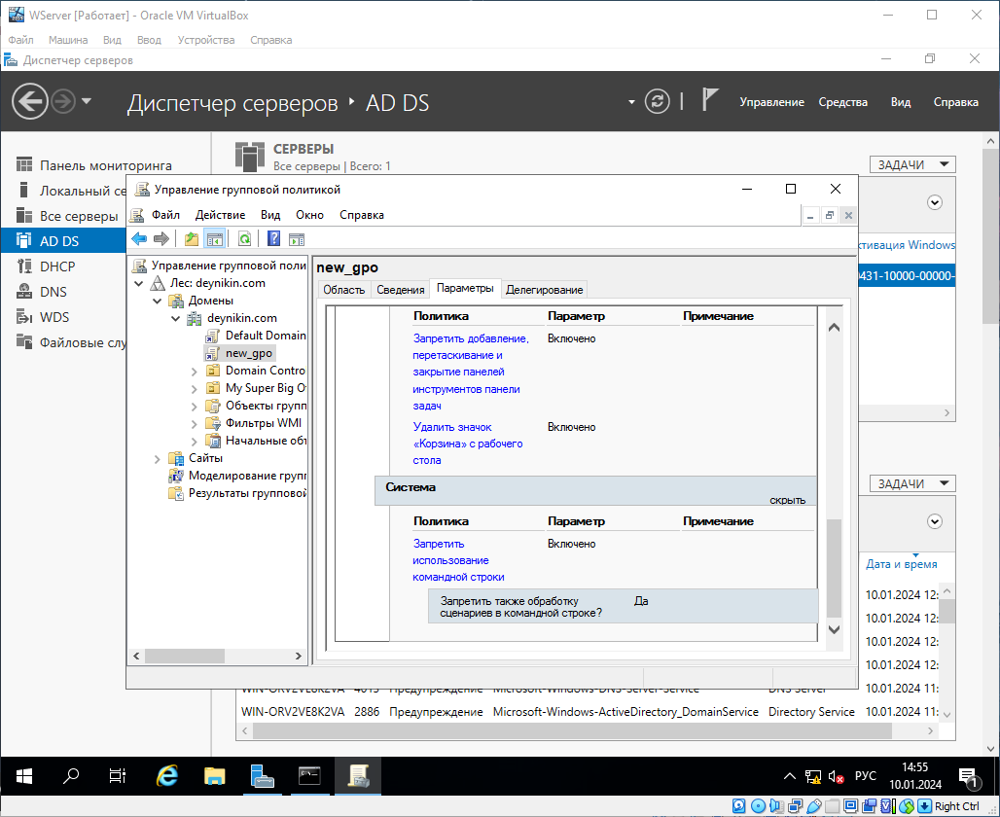 WServer [Работает] - Oracle VM VirtualBox
Файл Машина Вид Ввод Устройства Справка
Диспетчер серверов
Диспетчер серверов AD DS
Управление Средства Вид Справка
Панель мониторинга
Локальный се
Все серверы
AD DS
DHCP
DNS
WDS
Файловые слу
СЕРВЕРЫ
Все серверы | Всего: 1
ЗАДАЧИ
ктивация Windows
0431-10000-00000-
Управление групповой политикой
Файл Действие Вид Окно Справка
Управление групповой поли
Лес: deynikin.com
Домены
deynikin.com
Default Domain
new_gpo
Domain Contro
My Super Big O
Объекты групп
Фильтры WMI
Начальные объ
Сайты
Моделирование групп
Результаты групповой
new_gpo
Область Сведения Параметры Делегирование
Политика Параметр Примечание
Запретить добавление, Включено
перетаскивание и
закрытие панелей
инструментов панели
задач
Удалить значок Включено
«Корзина» с рабочего
стола
Система
скрыть
Политика Параметр Примечание
Запретить Включено
использование
командной строки
Запретить также обработку Да
сценариев в командной строке?
ЗАДАЧИ
Дата и время
10.01.2024 12:
10.01.2024 12:
10.01.2024 12:
10.01.2024 12:
WIN-ORV2VE8K2VA 4013 Предупреждение Microsoft-Windows-DNS-Server-Service DNS Server 10.01.2024 11:
WIN-ORV2VE8K2VA 2886 Предупреждение Microsoft-Windows-ActiveDirectory_DomainService Directory Service 10.01.2024 11:
РУС
14:55
10.01.2024
1
Right Ctrl